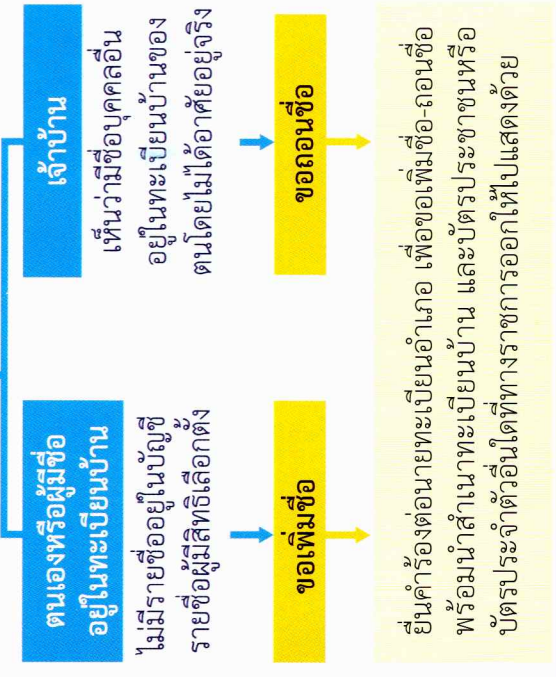 ตนเองหรือผู้มีชื่อ
อยู่ในทะเบียนบ้าน
ไม่มีรายชื่ออยู่ในบัญชี
รายชื่อผู้มีสิทธิเลือกตั้ง
ขอเพิ่มชื่อ
เจ้าบ้าน
เห็นว่ามีชื่อบุคคลอื่น
อยู่ในทะเบียนบ้านของ
ตนโดยไม่ได้อาศัยอยู่จริง
ขอถอนชื่อ
ยื่นคำร้องต่อนายทะเบียนอำเภอ เพื่อขอเพิ่มชื่อ-ถอนชื่อ
พร้อมนำสำเนาทะเบียนบ้าน และบัตรประชาชนหรือ
บัตรประจำตัวอื่นใดที่ทางราชการออกให้ไปแสดงด้วย